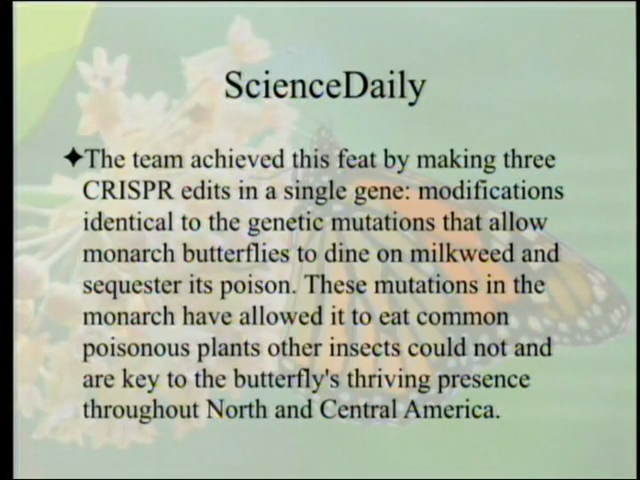 ScienceDaily
✦The team achieved this feat by making three
CRISPR edits in a single gene: modifications
identical to the genetic mutations that allow
monarch butterflies to dine on milkweed and
sequester its poison. These mutations in the
monarch have allowed it to eat common
poisonous plants other insects could not and
are key to the butterfly's thriving presence
throughout North and Central America.